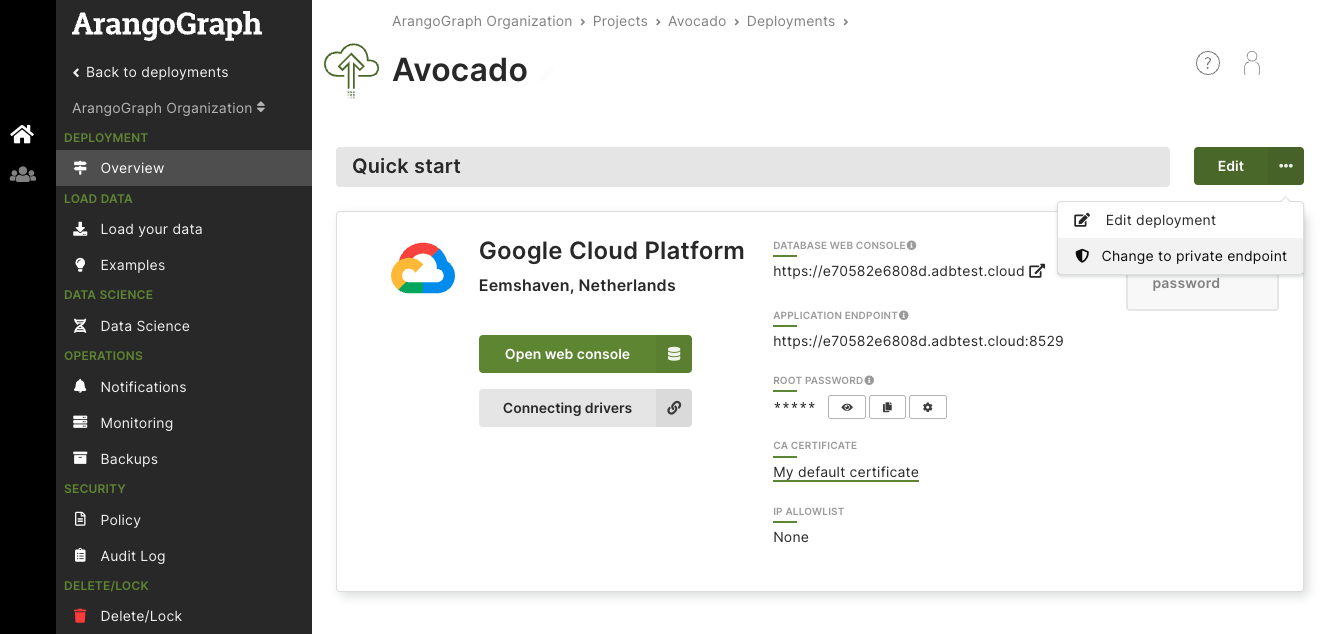 ArangoGraph
Back to deployments
ArangoGraph Organization
DEPLOYMENT
Overview
LOAD DATA
Load your data
Examples
DATA SCIENCE
Data Science
OPERATIONS
Notifications
Monitoring
Backups
SECURITY
Policy
Audit Log
DELETE/LOCK
Delete/Lock
ArangoGraph Organization › Projects › Avocado › Deployments ›
Avocado
?
Quick start
Edit ...
Edit deployment
Change to private endpoint
password
Google Cloud Platform
Eemshaven, Netherlands
Open web console
Connecting drivers
DATABASE WEB CONSOLE
https://e70582e6808d.adbtest.cloud
APPLICATION ENDPOINT
https://e70582e6808d.adbtest.cloud:8529
ROOT PASSWORD
*****
CA CERTIFICATE
My default certificate
IP ALLOWLIST
None